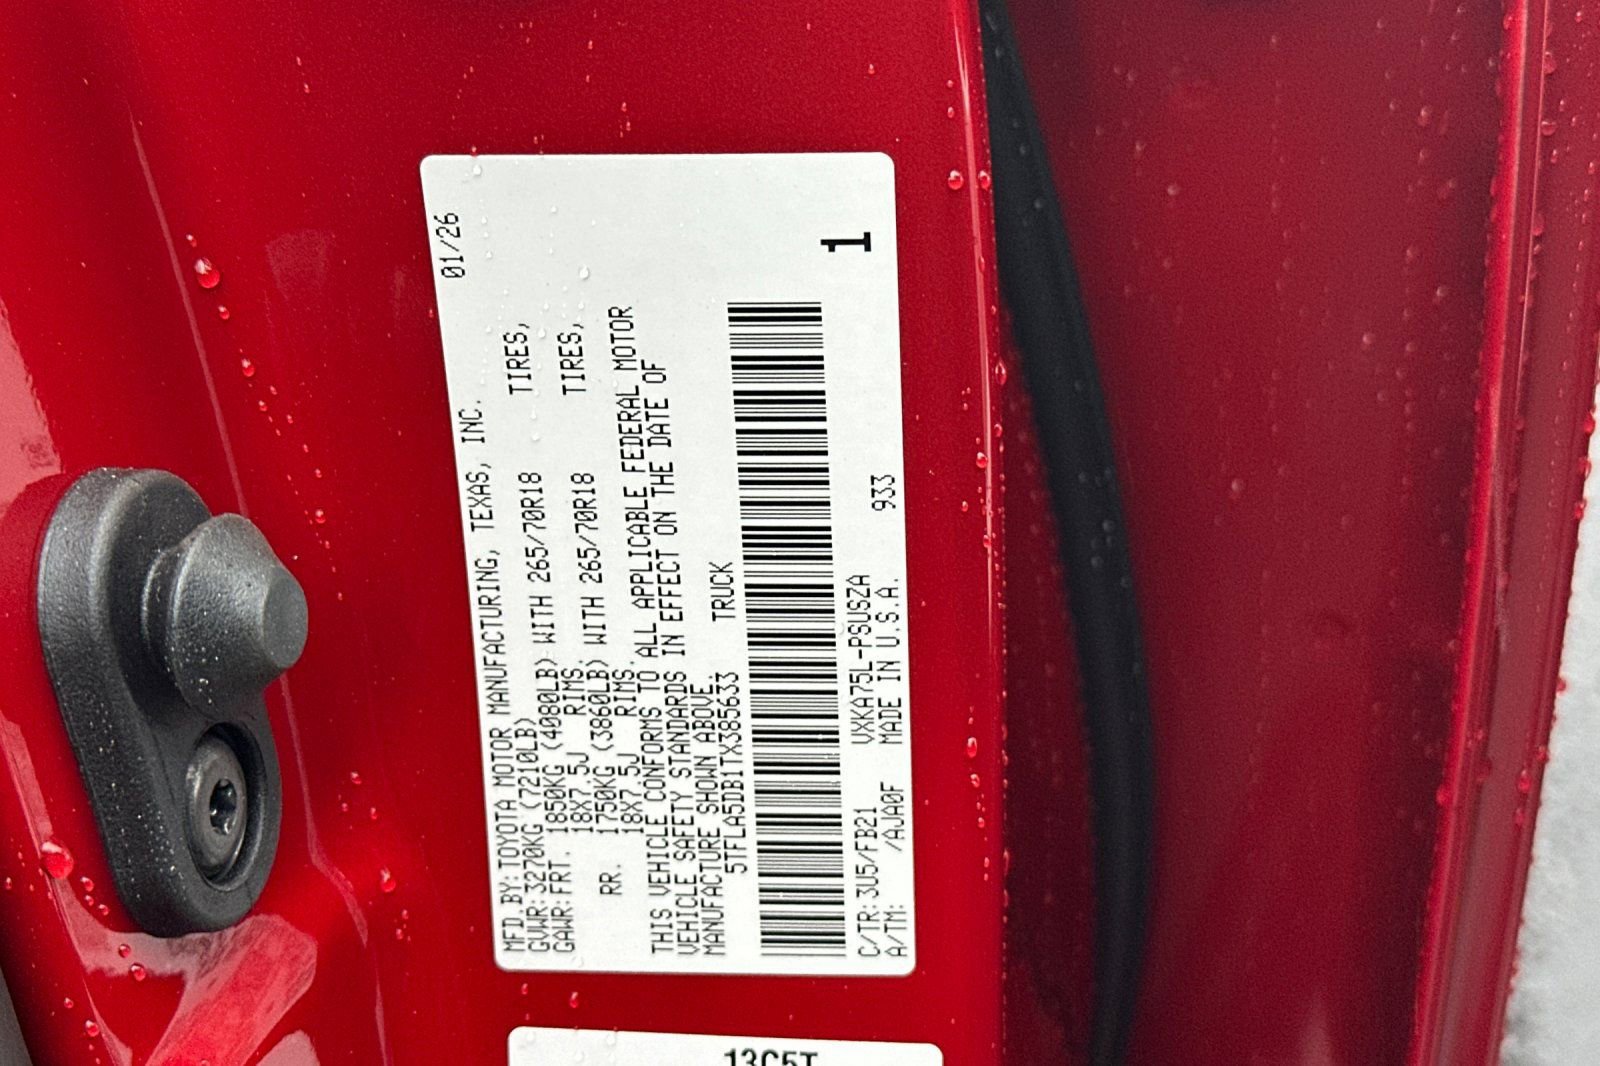 MFD.BY:TOYOTA MOTOR MANUFACTURING, TEXAS, INC. 01/26
GVWR:3270KG (7210LB)
GAWR:FRT. 1850KG (4080LB) WITH 265/70R18 TIRES,
18X7.5J RIMS.
RR. 1750KG (3860LB) WITH 265/70R18 TIRES,
18X7.5J RIMS.
THIS VEHICLE CONFORMS TO ALL APPLICABLE FEDERAL MOTOR
VEHICLE SAFETY STANDARDS IN EFFECT ON THE DATE OF
MANUFACTURE SHOWN ABOVE.
5TFLA5DB1TX385633 TRUCK
1
C/TR:3U5/FB21 VXKA75L-PSUSZA 933
A/TM: /AJA0F MADE IN U.S.A.
13C5T